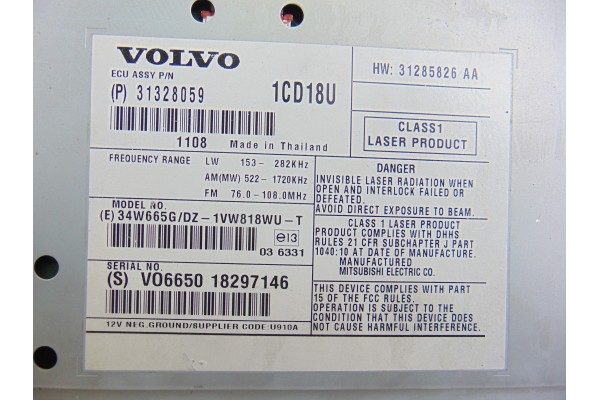 VOLVO
ECU ASSY P/N
(P) 31328059 1CD18U
1108 Made in Thailand
FREQUENCY RANGE LW 153- 282KHz
AM(MW) 522- 1720KHz
FM 76.0- 108.0MHz
MODEL NO.
(E) 34W665G/DZ-1VW818WU-T
e13
03 6331
SERIAL NO.
(S) VO6650 18297146
12V NEG.GROUND/SUPPLIER CODE:U910A
HW: 31285826 AA
CLASS1
LASER PRODUCT
DANGER
INVISIBLE LASER RADIATION WHEN
OPEN AND INTERLOCK FAILED OR
DEFEATED.
AVOID DIRECT EXPOSURE TO BEAM.
CLASS 1 LASER PRODUCT
PRODUCT COMPLIES WITH DHHS
RULES 21 CFR SUBCHAPTER J PART
1040:10 AT DATE OF MANUFACTURE.
MANUFACTURED
MITSUBISHI ELECTRIC CO.
THIS DEVICE COMPLIES WITH PART
15 OF THE FCC RULES.
OPERATION IS SUBJECT TO THE
CONDITION THAT THIS DEVICE DOES
NOT CAUSE HARMFUL INTERFERENCE.